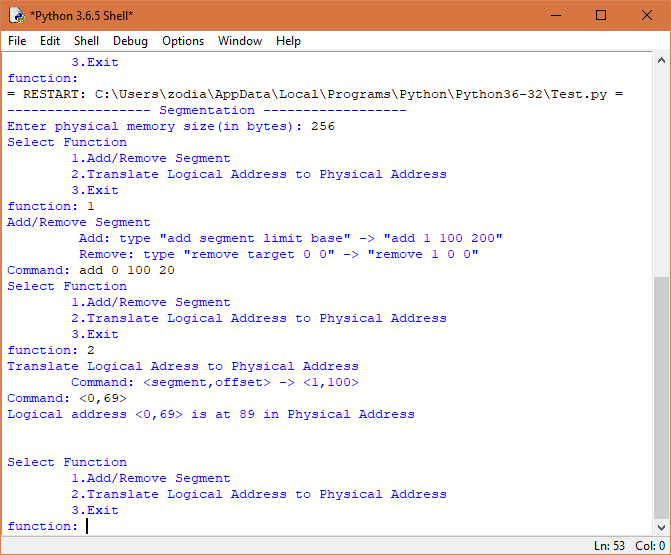 *Python 3.6.5 Shell*
File Edit Shell Debug Options Window Help
3.Exit
function:
= RESTART: C:\Users\zodia\AppData\Local\Programs\Python\Python36-32\Test.py =
------------------ Segmentation ------------------
Enter physical memory size(in bytes): 256
Select Function
1.Add/Remove Segment
2.Translate Logical Address to Physical Address
3.Exit
function: 1
Add/Remove Segment
Add: type "add segment limit base" -> "add 1 100 200"
Remove: type "remove target 0 0" -> "remove 1 0 0"
Command: add 0 100 20
Select Function
1.Add/Remove Segment
2.Translate Logical Address to Physical Address
3.Exit
function: 2
Translate Logical Adress to Physical Address
Command: <segment,offset> -> <1,100>
Command: <0,69>
Logical address <0,69> is at 89 in Physical Address
Select Function
1.Add/Remove Segment
2.Translate Logical Address to Physical Address
3.Exit
function:
Ln: 53 Col: 0